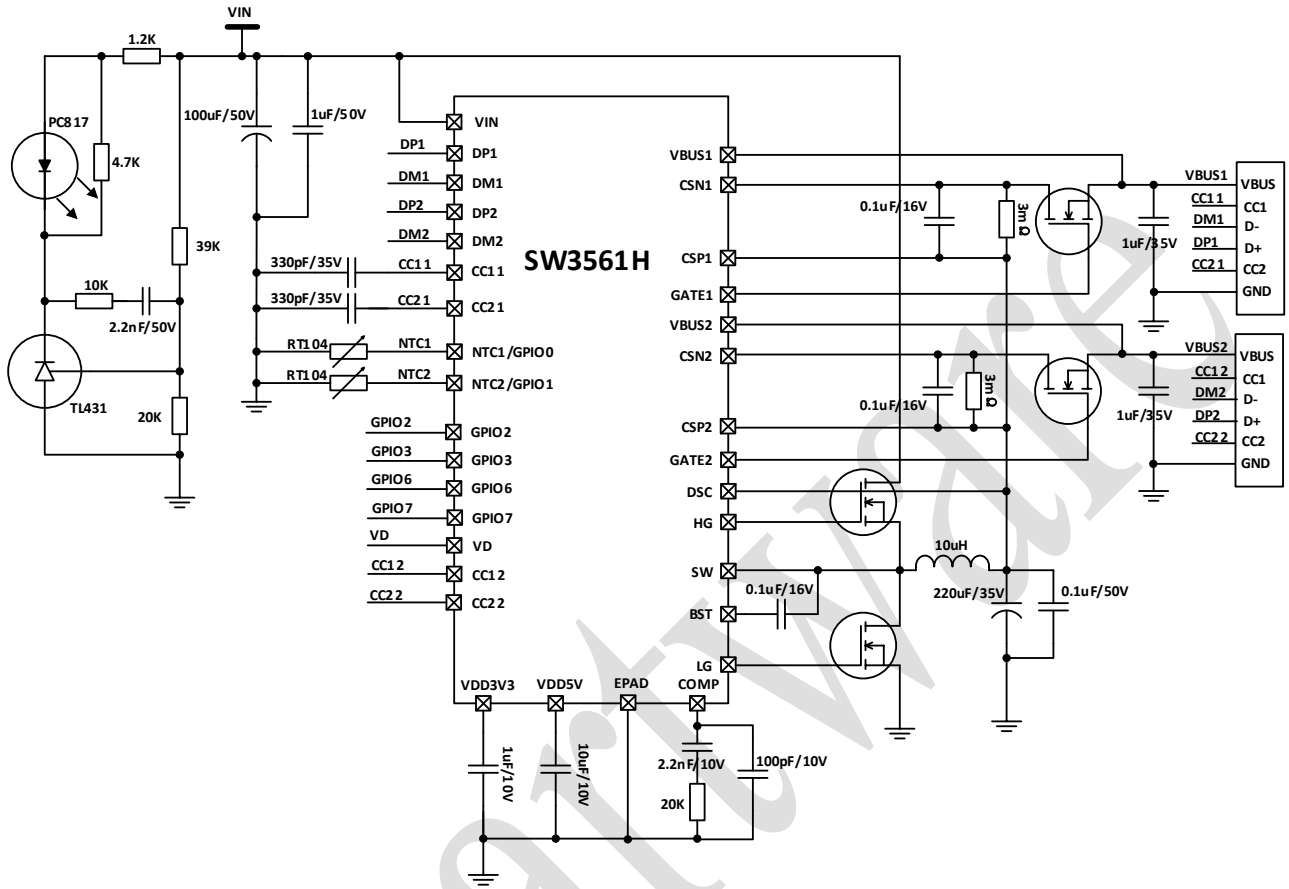 VIN
1.2K
PC817
4.7K
39K
10K
2.2nF/50V
TL431
20K
100uF/50V
1uF/50V
330pF/35V
330pF/35V
RT104
RT104
DP1
DM1
DP2
DM2
CC11
CC21
NTC1
NTC2
GPIO2
GPIO3
GPIO6
GPIO7
VD
CC12
CC22
SW3561H
VIN
DP1
DM1
DP2
DM2
CC11
CC21
NTC1/GPIO0
NTC2/GPIO1
GPIO2
GPIO3
GPIO6
GPIO7
VD
CC12
CC22
VBUS1
CSN1
CSP1
GATE1
VBUS2
CSN2
CSP2
GATE2
DSC
HG
SW
BST
LG
VDD3V3
VDD5V
EPAD
COMP
0.1uF/16V
3mΩ
1uF/35V
0.1uF/16V
3mΩ
1uF/35V
10uH
0.1uF/16V
220uF/35V
0.1uF/50V
VBUS1
CC11
DM1
DP1
CC21
VBUS
CC1
D-
D+
CC2
GND
VBUS2
CC12
DM2
DP2
CC22
VBUS
CC1
D-
D+
CC2
GND
1uF/10V
10uF/10V
2.2nF/10V
100pF/10V
20K
artware